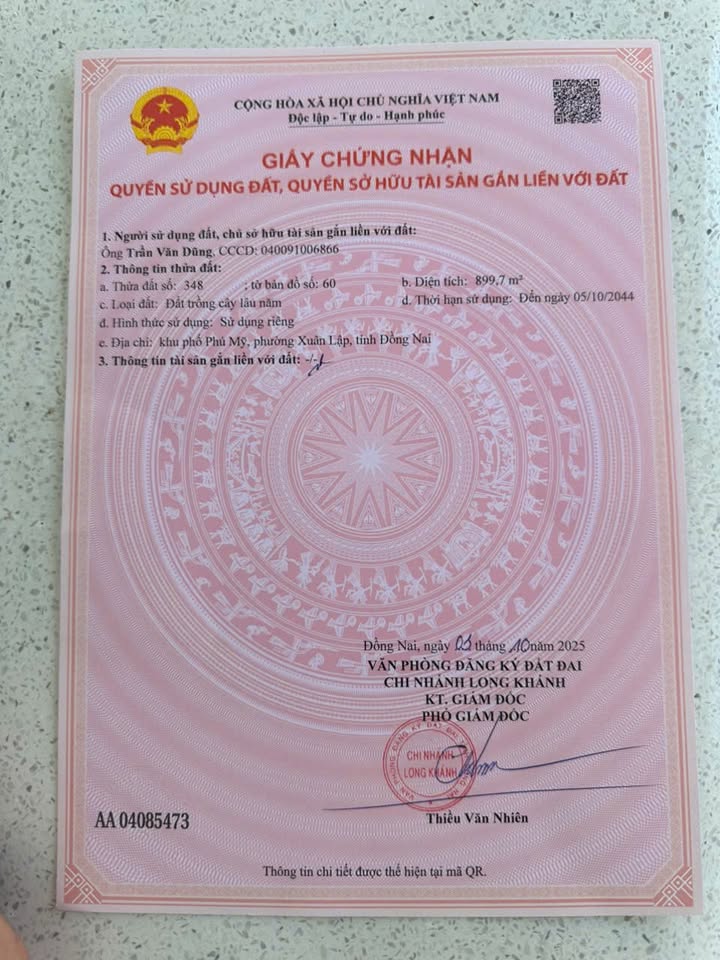 CỘNG HÒA XÃ HỘI CHỦ NGHĨA VIỆT NAM
Độc lập - Tự do - Hạnh phúc
GIẤY CHỨNG NHẬN
QUYỀN SỬ DỤNG ĐẤT, QUYỀN SỞ HỮU TÀI SẢN GẮN LIỀN VỚI ĐẤT
1. Người sử dụng đất, chủ sở hữu tài sản gắn liền với đất:
Ông Trần Văn Dũng, CCCD: 040091006866
2. Thông tin thửa đất:
a. Thửa đất số: 348 ; tờ bản đồ số: 60 b. Diện tích: 899,7 m²
c. Loại đất: Đất trồng cây lâu năm d. Thời hạn sử dụng: Đến ngày 05/10/2044
đ. Hình thức sử dụng: Sử dụng riêng
e. Địa chỉ: khu phố Phú Mỹ, phường Xuân Lập, tỉnh Đồng Nai
3. Thông tin tài sản gắn liền với đất: -/-
Đồng Nai, ngày tháng 10 năm 2025
VĂN PHÒNG ĐĂNG KÝ ĐẤT ĐAI
CHI NHÁNH LONG KHÁNH
KT. GIÁM ĐỐC
PHÓ GIÁM ĐỐC
CHI NHÁNH
LONG KHÁNH
Thiều Văn Nhiên
AA 04085473
Thông tin chi tiết được thể hiện tại mã QR.